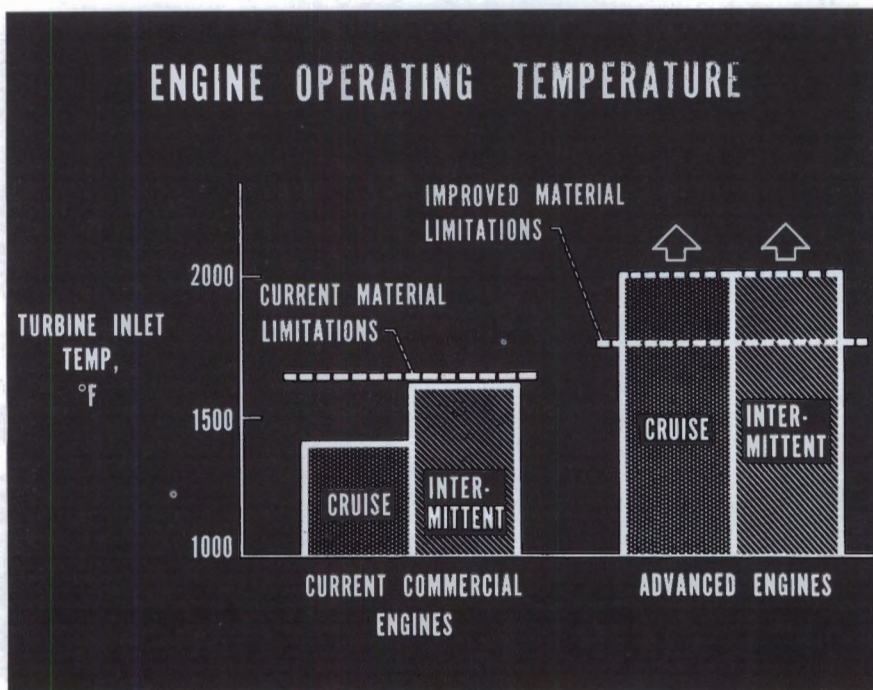 ENGINE OPERATING TEMPERATURE
IMPROVED MATERIAL
LIMITATIONS
2000
CURRENT MATERIAL
LIMITATIONS
TURBINE INLET
TEMP,
°F
1500
CRUISE
INTER-
MITTENT
CRUISE
INTER-
MITTENT
1000
CURRENT COMMERCIAL
ENGINES
ADVANCED ENGINES